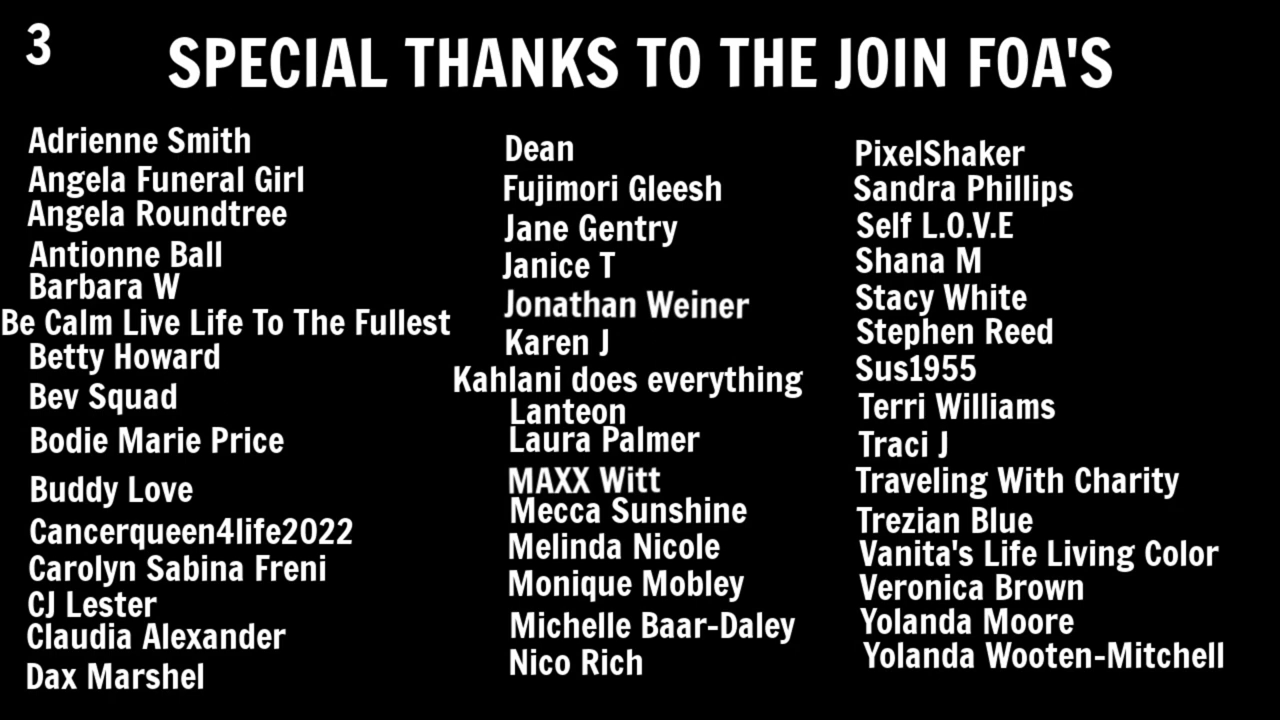 3
SPECIAL THANKS TO THE JOIN FOA'S
Adrienne Smith
Angela Funeral Girl
Angela Roundtree
Antionne Ball
Barbara W
Be Calm Live Life To The Fullest
Betty Howard
Bev Squad
Bodie Marie Price
Buddy Love
Cancerqueen4life2022
Carolyn Sabina Freni
CJ Lester
Claudia Alexander
Dax Marshel
Dean
Fujimori Gleesh
Jane Gentry
Janice T
Jonathan Weiner
Karen J
Kahlani does everything
Lanteon
Laura Palmer
MAXX Witt
Mecca Sunshine
Melinda Nicole
Monique Mobley
Michelle Baar-Daley
Nico Rich
PixelShaker
Sandra Phillips
Self L.O.V.E
Shana M
Stacy White
Stephen Reed
Sus1955
Terri Williams
Traci J
Traveling With Charity
Trezian Blue
Vanita's Life Living Color
Veronica Brown
Yolanda Moore
Yolanda Wooten-Mitchell